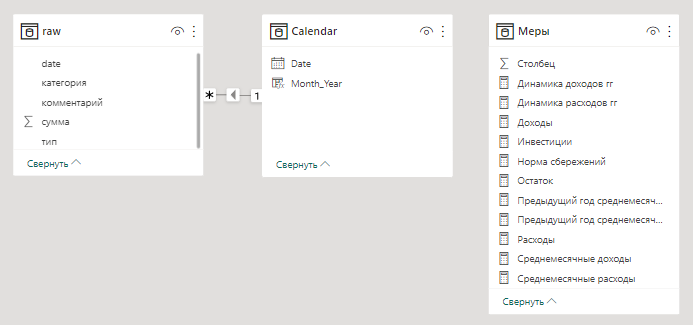 raw
date
категория
комментарий
сумма
тип
Свернуть
* 1
Calendar
Date
Month_Year
Свернуть
Меры
Столбец
Динамика доходов гг
Динамика расходов гг
Доходы
Инвестиции
Норма сбережений
Остаток
Предыдущий год среднемесяч...
Предыдущий год среднемесяч...
Расходы
Среднемесячные доходы
Среднемесячные расходы
Свернуть